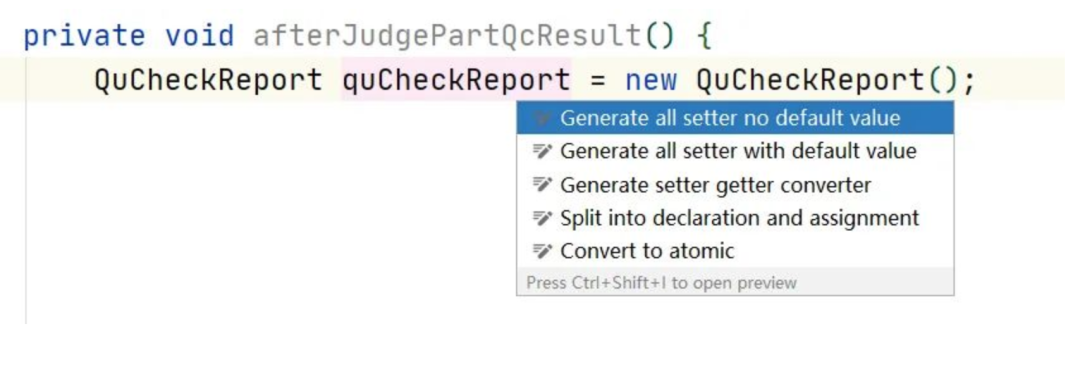 private void afterJudgePartQcResult() {
QuCheckReport quCheckReport = new QuCheckReport();
Generate all setter no default value
Generate all setter with default value
Generate setter getter converter
Split into declaration and assignment
Convert to atomic
Press Ctrl+Shift+I to open preview